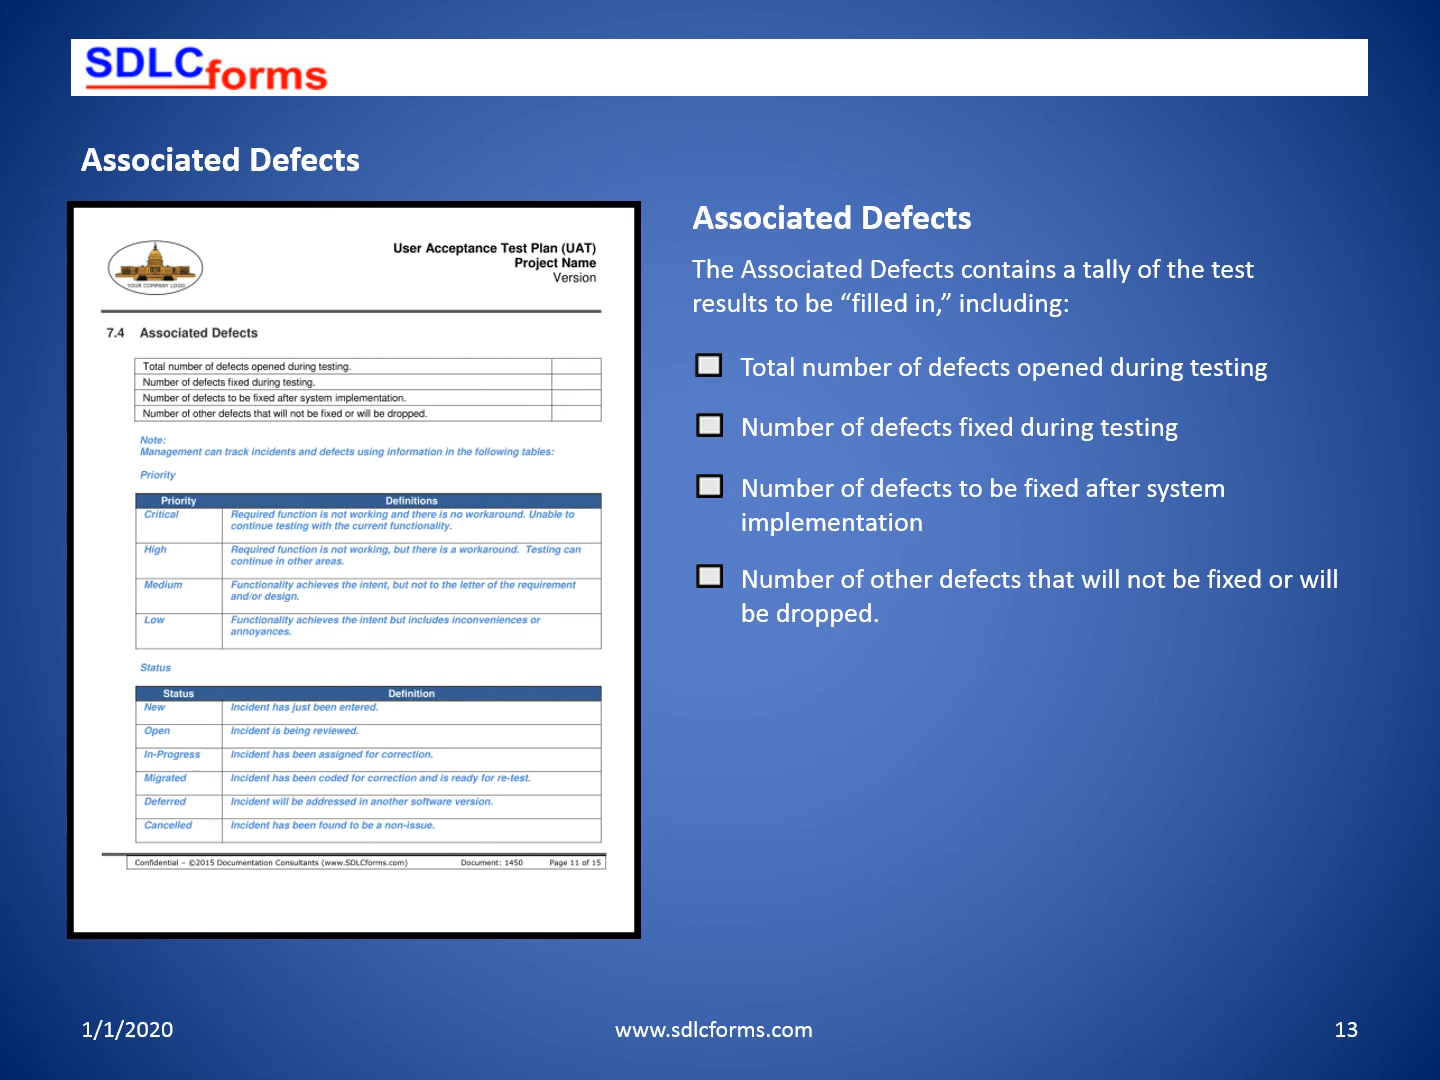 SDLCforms
Associated Defects
YOUR COMPANY LOGO
User Acceptance Test Plan (UAT)
Project Name
Version
7.4 Associated Defects
Total number of defects opened during testing.
Number of defects fixed during testing.
Number of defects to be fixed after system implementation.
Number of other defects that will not be fixed or will be dropped.
Note:
Management can track incidents and defects using information in the following tables:
Priority
Priority Definitions
Critical Required function is not working and there is no workaround. Unable to
continue testing with the current functionality.
High Required function is not working, but there is a workaround. Testing can
continue in other areas.
Medium Functionality achieves the intent, but not to the letter of the requirement
and/or design.
Low Functionality achieves the intent but includes inconveniences or
annoyances.
Status
Status Definition
New Incident has just been entered.
Open Incident is being reviewed.
In-Progress Incident has been assigned for correction.
Migrated Incident has been coded for correction and is ready for re-test.
Deferred Incident will be addressed in another software version.
Cancelled Incident has been found to be a non-issue.
Confidential – ©2015 Documentation Consultants (www.SDLCforms.com) Document: 1450 Page 11 of 15
Associated Defects
The Associated Defects contains a tally of the test
results to be “filled in,” including:
Total number of defects opened during testing
Number of defects fixed during testing
Number of defects to be fixed after system
implementation
Number of other defects that will not be fixed or will
be dropped.
1/1/2020 www.sdlcforms.com 13